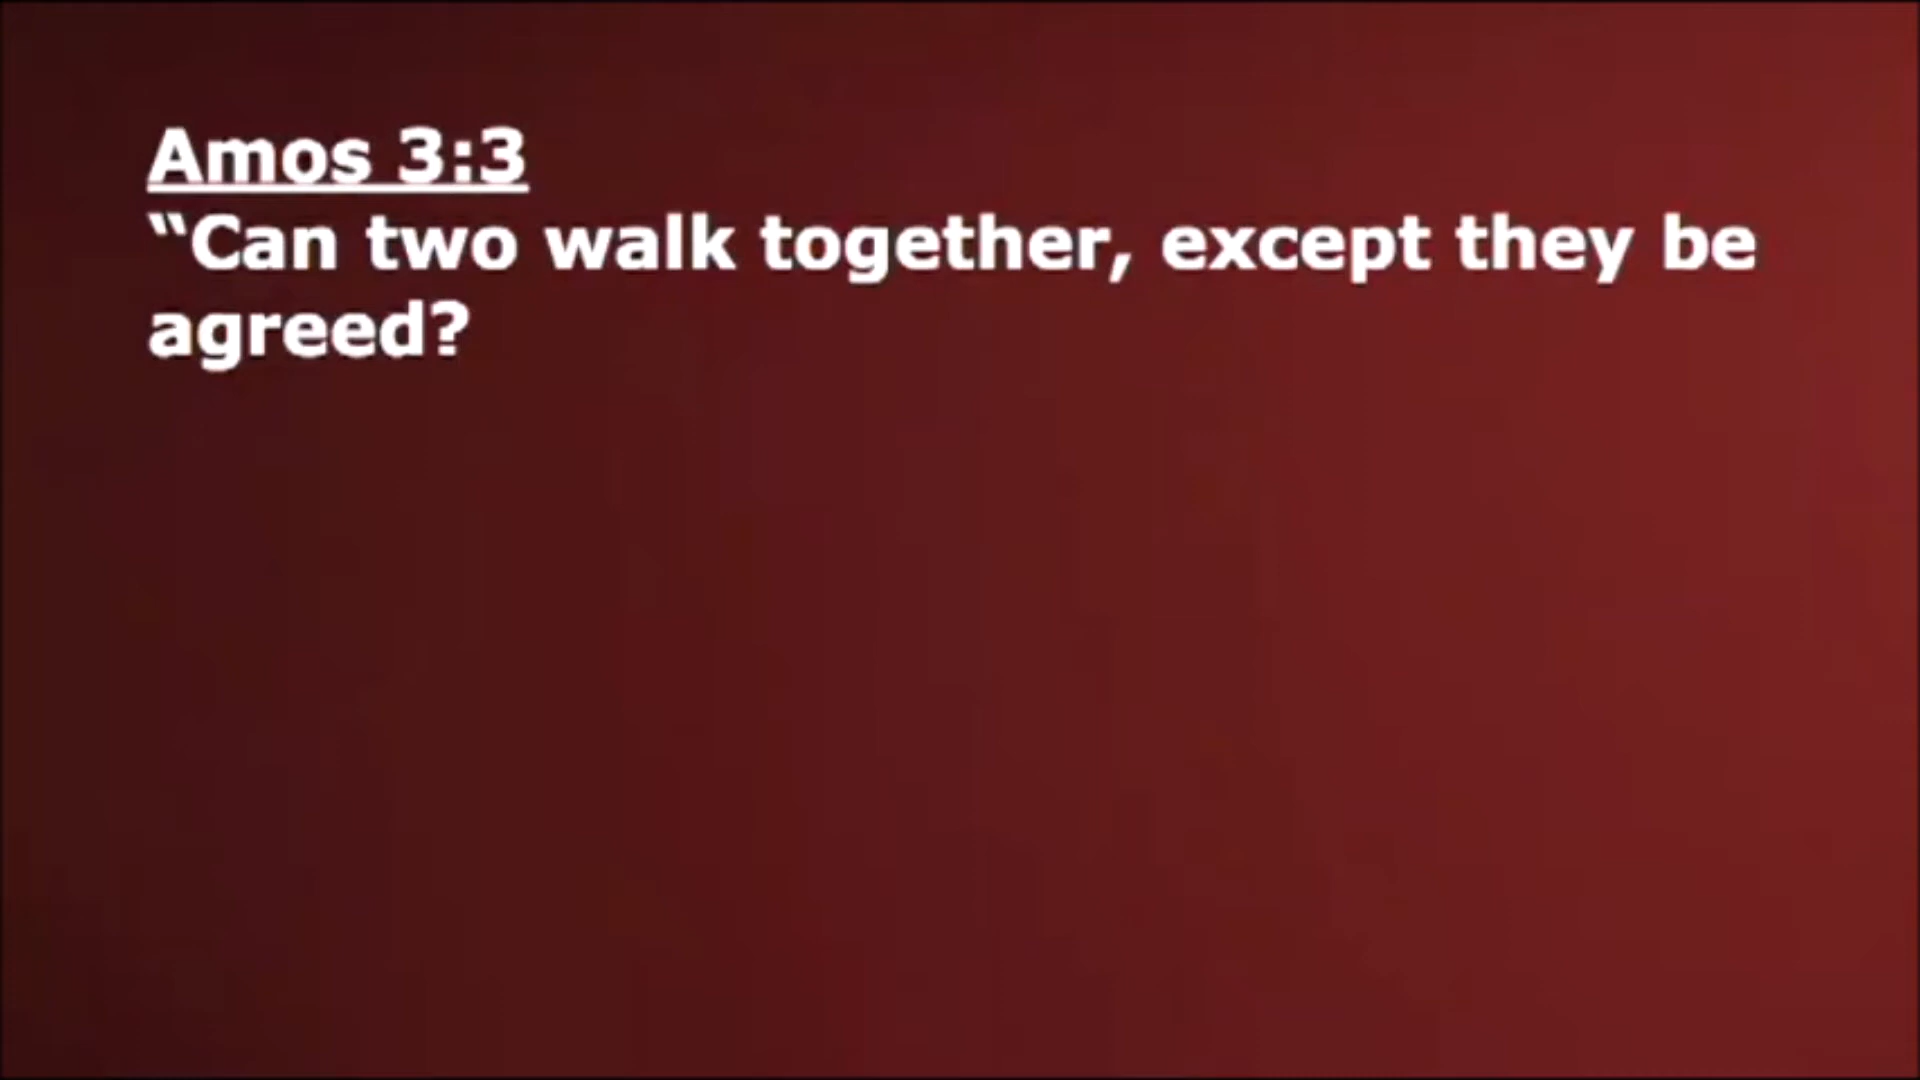 Amos 3:3
“Can two walk together, except they be
agreed?